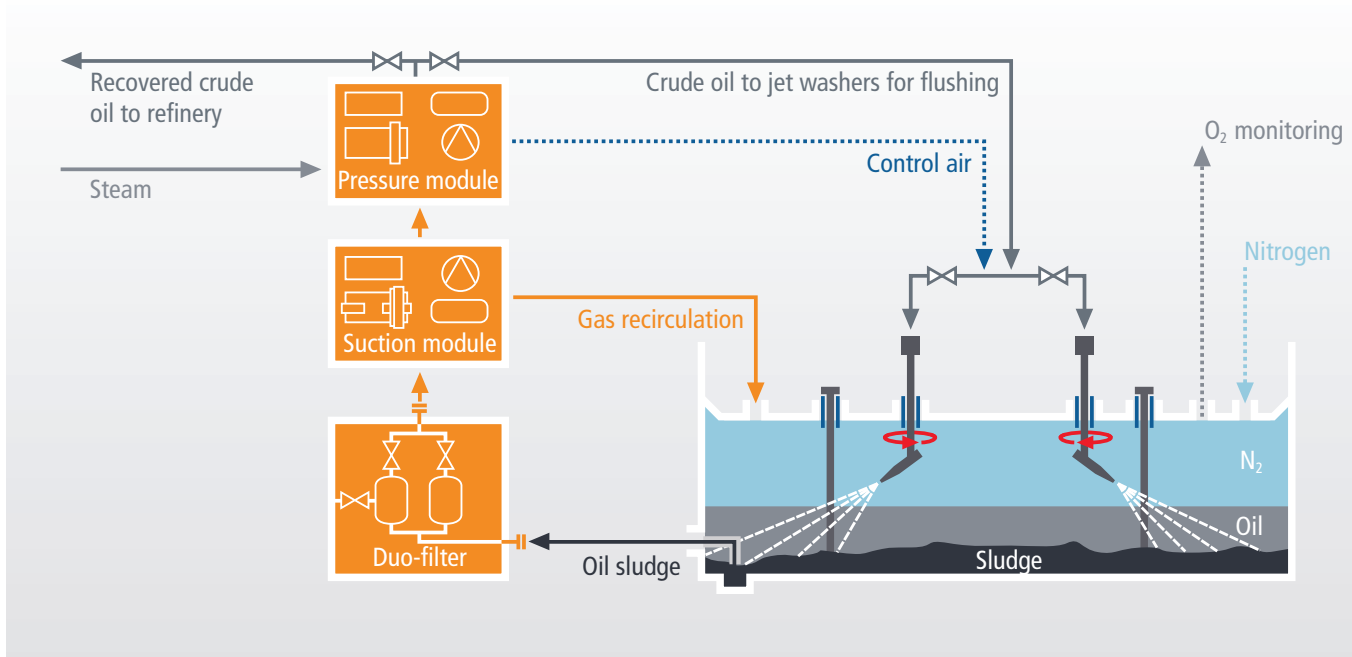 Recovered crude
oil to refinery
Crude oil to jet washers for flushing
O₂ monitoring
Control air
Pressure module
Steam
Nitrogen
Gas recirculation
Suction module
N₂
Oil
Duo-filter
Oil sludge
Sludge